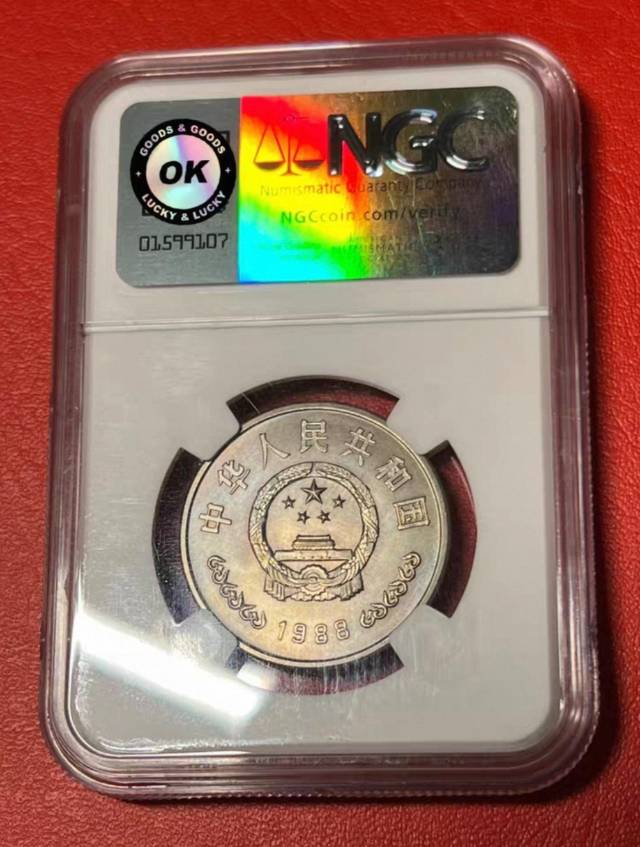 GOODS & GOODS
OK
LUCKY & LUCKY
01599107
NGC
Numismatic Guaranty Company
NGCcoin.com/verify
中华人民共和国
1988